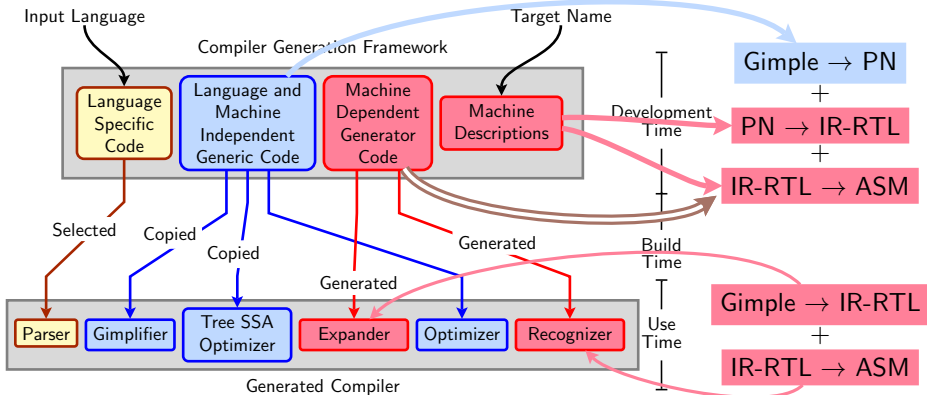 Input Language
Target Name
Compiler Generation Framework
Language
Specific
Code
Language and
Machine
Independent
Generic Code
Machine
Dependent
Generator
Code
Machine
Descriptions
Development
Time
Gimple → PN
+
PN → IR-RTL
+
IR-RTL → ASM
Selected
Copied
Copied
Generated
Generated
Build
Time
Parser
Gimplifier
Tree SSA
Optimizer
Expander
Optimizer
Recognizer
Generated Compiler
Use
Time
Gimple → IR-RTL
+
IR-RTL → ASM